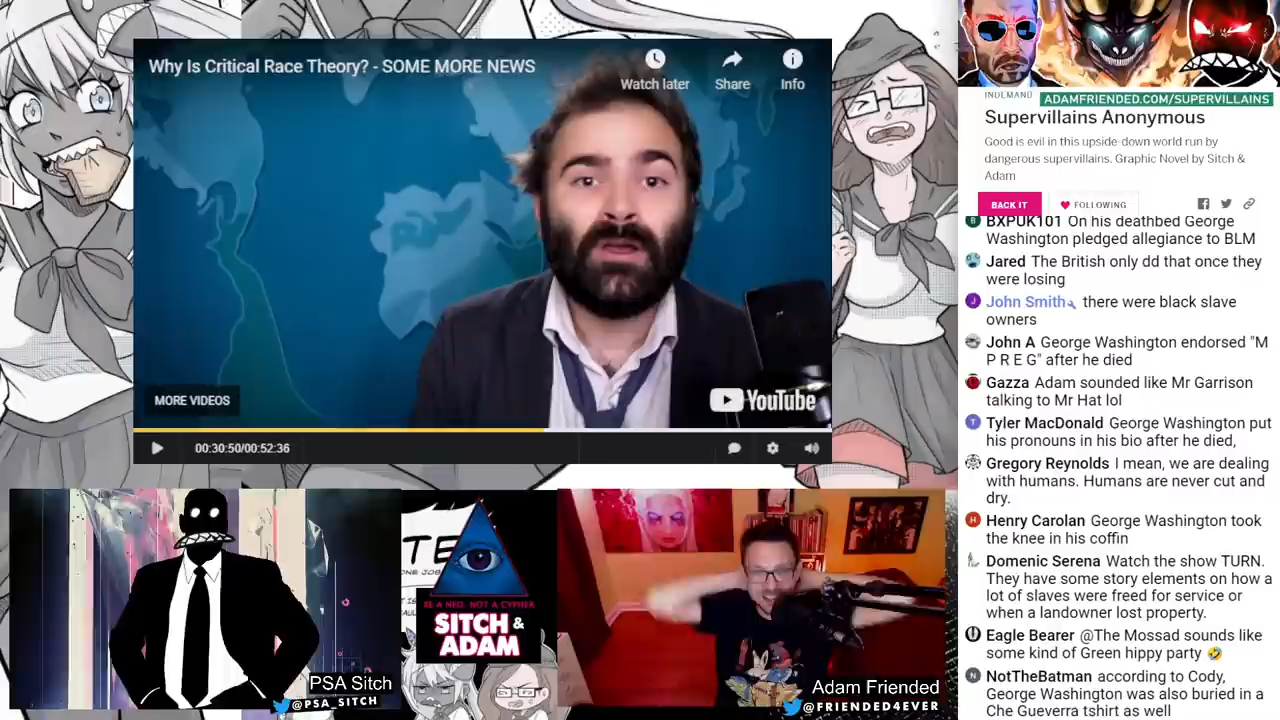 Why Is Critical Race Theory? - SOME MORE NEWS
Watch later
Share
Info
MORE VIDEOS
YouTube
00:30:50/00:52:36
INDEMAND
ADAMFRIENDED.COM/SUPERVILLAINS
Supervillains Anonymous
Good is evil in this upside-down world run by
dangerous supervillains. Graphic Novel by Sitch &
Adam
BACK IT
FOLLOWING
BXPUK101 On his deathbed George
Washington pledged allegiance to BLM
Jared The British only dd that once they
were losing
John Smith there were black slave
owners
John A George Washington endorsed "M
P R E G" after he died
Gazza Adam sounded like Mr Garrison
talking to Mr Hat lol
Tyler MacDonald George Washington put
his pronouns in his bio after he died,
Gregory Reynolds I mean, we are dealing
with humans. Humans are never cut and
dry.
Henry Carolan George Washington took
the knee in his coffin
Domenic Serena Watch the show TURN.
They have some story elements on how a
lot of slaves were freed for service or
when a landowner lost property.
Eagle Bearer @The Mossad sounds like
some kind of Green hippy party 🤣
NotTheBatman according to Cody,
George Washington was also buried in a
Che Gueverra tshirt as well
PSA Sitch
@PSA_SITCH
BE A NEO, NOT A CYPHER
SITCH &
ADAM
Adam Friended
@FRIENDED4EVER